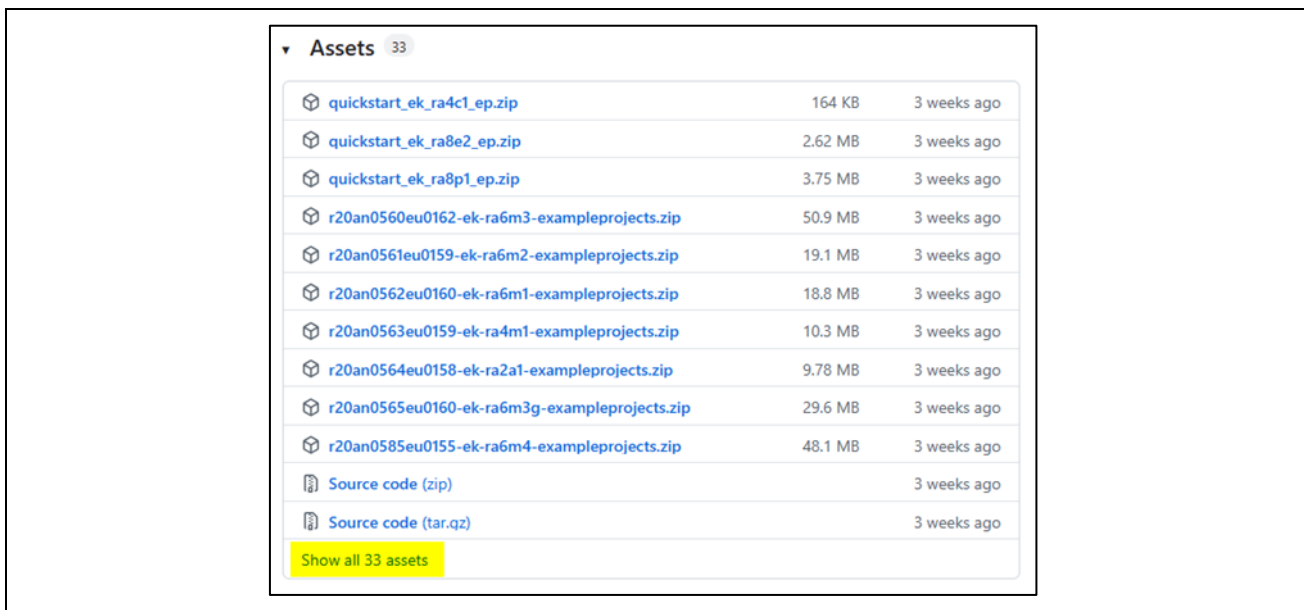 Assets 33
quickstart_ek_ra4c1_ep.zip 164 KB 3 weeks ago
quickstart_ek_ra8e2_ep.zip 2.62 MB 3 weeks ago
quickstart_ek_ra8p1_ep.zip 3.75 MB 3 weeks ago
r20an0560eu0162-ek-ra6m3-exampleprojects.zip 50.9 MB 3 weeks ago
r20an0561eu0159-ek-ra6m2-exampleprojects.zip 19.1 MB 3 weeks ago
r20an0562eu0160-ek-ra6m1-exampleprojects.zip 18.8 MB 3 weeks ago
r20an0563eu0159-ek-ra4m1-exampleprojects.zip 10.3 MB 3 weeks ago
r20an0564eu0158-ek-ra2a1-exampleprojects.zip 9.78 MB 3 weeks ago
r20an0565eu0160-ek-ra6m3g-exampleprojects.zip 29.6 MB 3 weeks ago
r20an0585eu0155-ek-ra6m4-exampleprojects.zip 48.1 MB 3 weeks ago
Source code (zip) 3 weeks ago
Source code (tar.gz) 3 weeks ago
Show all 33 assets